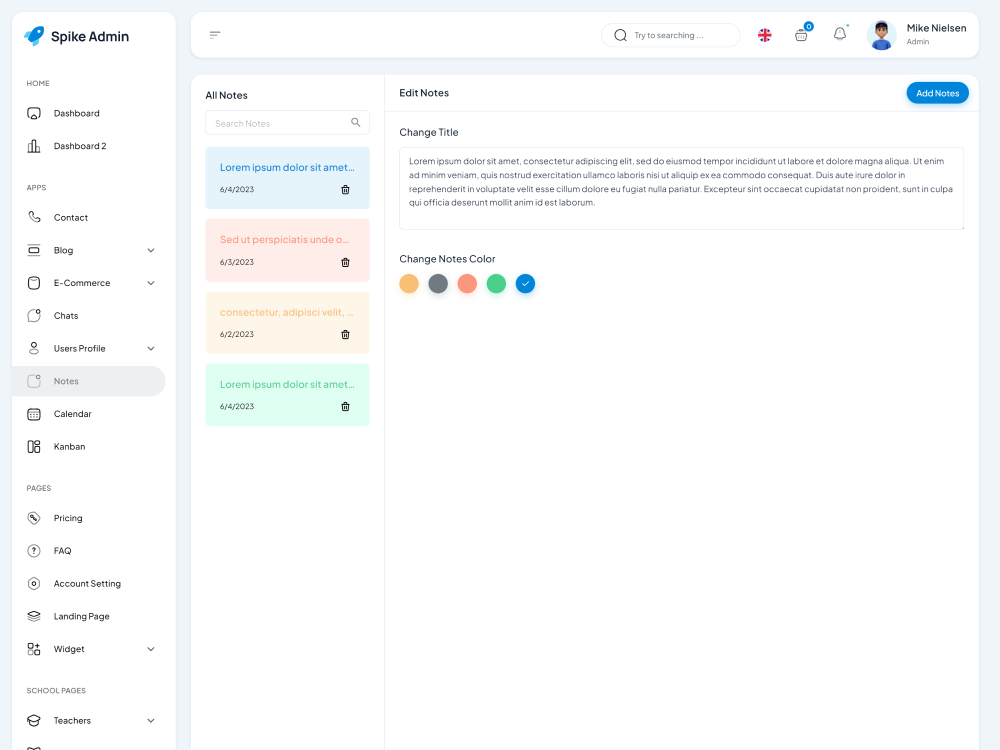 Spike Admin
Try to searching ...
0
Mike Nielsen
Admin
HOME
Dashboard
Dashboard 2
APPS
Contact
Blog
E-Commerce
Chats
Users Profile
Notes
Calendar
Kanban
PAGES
Pricing
FAQ
Account Setting
Landing Page
Widget
SCHOOL PAGES
Teachers
All Notes
Search Notes
Lorem ipsum dolor sit amet...
6/4/2023
Sed ut perspiciatis unde o...
6/3/2023
consectetur, adipisci velit, ...
6/2/2023
Lorem ipsum dolor sit amet...
6/4/2023
Edit Notes
Add Notes
Change Title
Lorem ipsum dolor sit amet, consectetur adipiscing elit, sed do eiusmod tempor incididunt ut labore et dolore magna aliqua. Ut enim
ad minim veniam, quis nostrud exercitation ullamco laboris nisi ut aliquip ex ea commodo consequat. Duis aute irure dolor in
reprehenderit in voluptate velit esse cillum dolore eu fugiat nulla pariatur. Excepteur sint occaecat cupidatat non proident, sunt in culpa
qui officia deserunt mollit anim id est laborum.
Change Notes Color